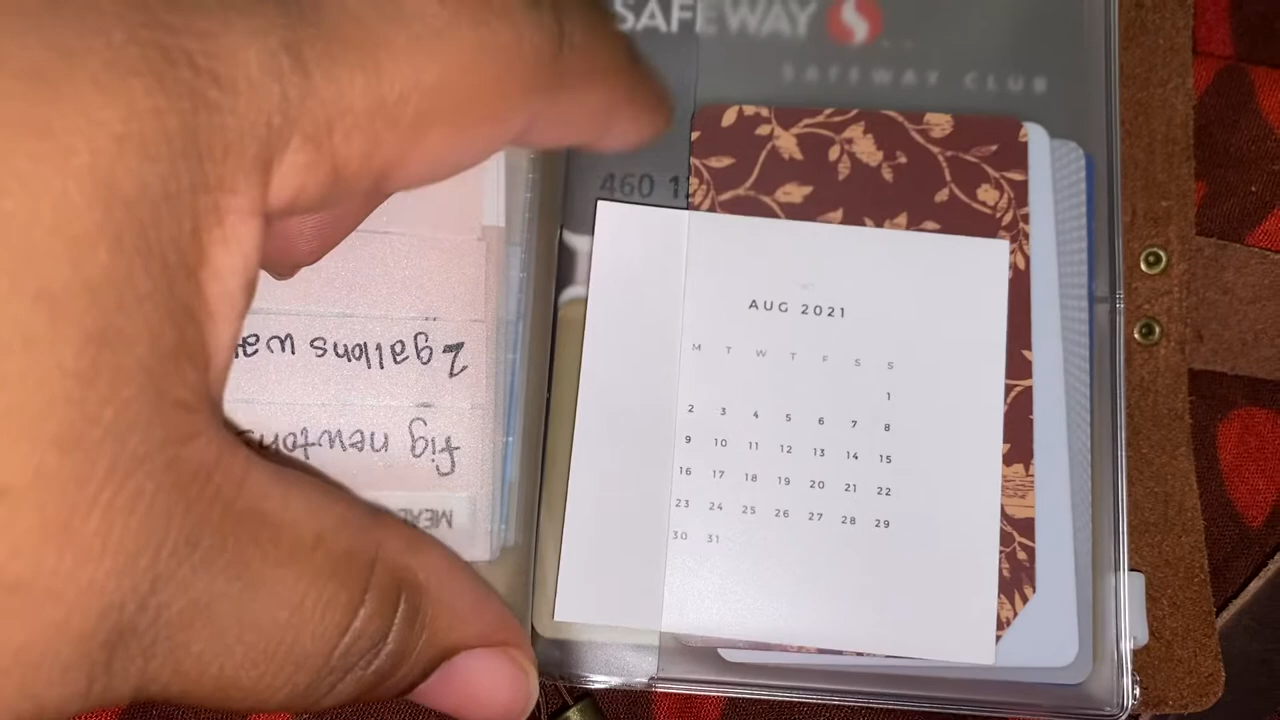 SAFEWAY
SAFEWAY CLUB
460 1
2 gallons wa
fig newtons
AUG 2021
M T W T F S S
1
2 3 4 5 6 7 8
9 10 11 12 13 14 15
16 17 18 19 20 21 22
23 24 25 26 27 28 29
30 31